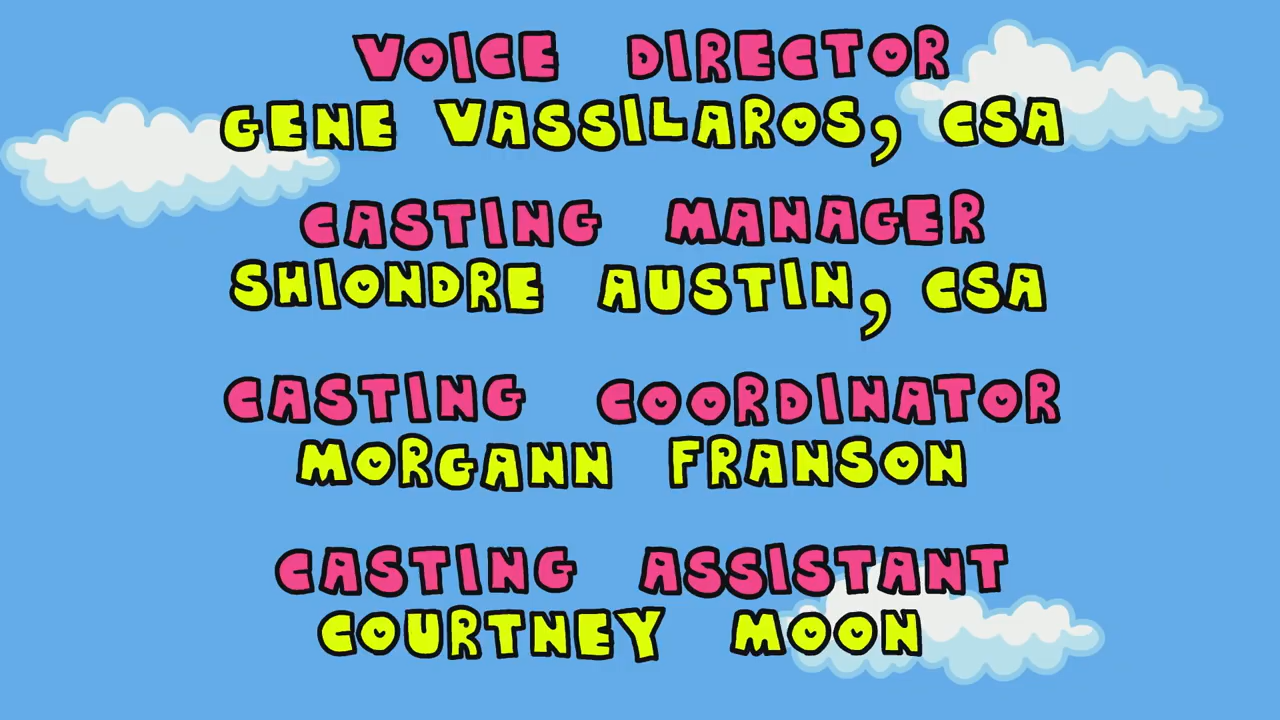 VOICE DIRECTOR
GENE VASSILAROS, CSA
CASTING MANAGER
SHIONDRE AUSTIN, CSA
CASTING COORDINATOR
MORGANN FRANSON
CASTING ASSISTANT
COURTNEY MOON